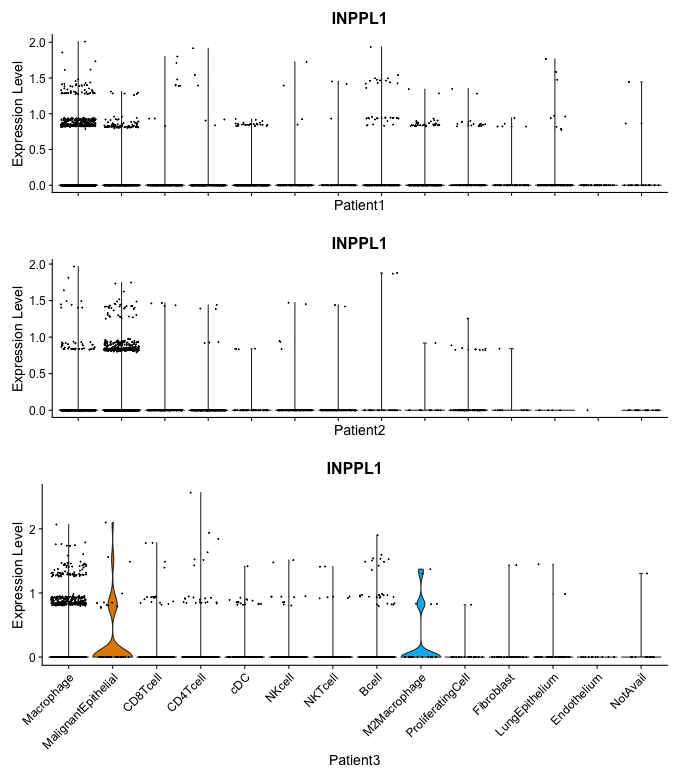 INPPL1
Expression Level
2.0
1.5
1.0
0.5
0.0
Patient1
INPPL1
Expression Level
2.0
1.5
1.0
0.5
0.0
Patient2
INPPL1
Expression Level
2
1
0
Macrophage
MalignantEpithelial
CD8Tcell
CD4Tcell
cDC
NKcell
NKTcell
Bcell
M2Macrophage
ProliferatingCell
Fibroblast
LungEpithelium
Endothelium
NotAvail
Patient3